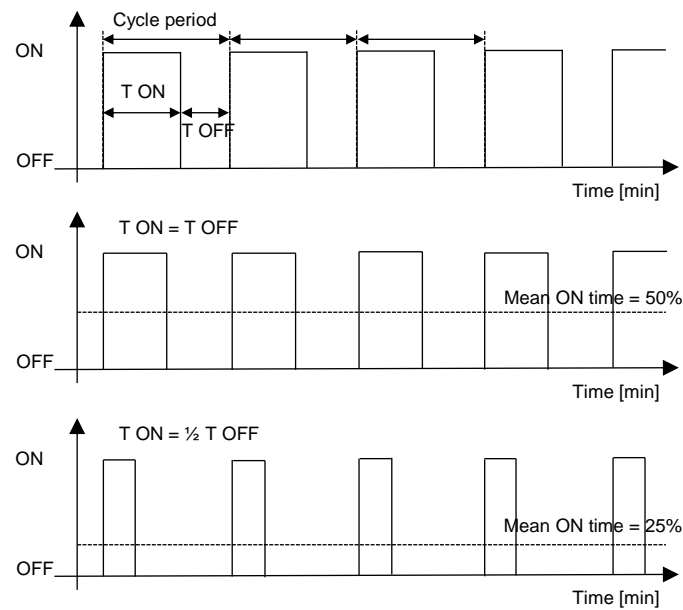 Cycle period
ON
T ON
T OFF
OFF
Time [min]
T ON = T OFF
ON
Mean ON time = 50%
OFF
Time [min]
T ON = ½ T OFF
ON
Mean ON time = 25%
OFF
Time [min]